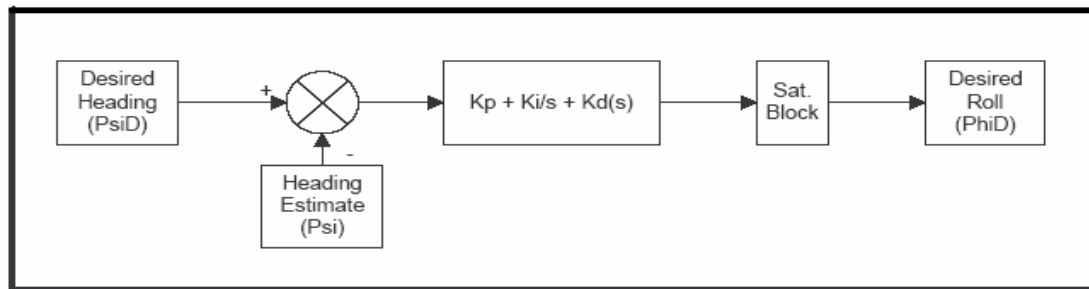 Desired
Heading
(PsiD)
+
-
Heading
Estimate
(Psi)
Kp + Ki/s + Kd(s)
Sat.
Block
Desired
Roll
(PhiD)